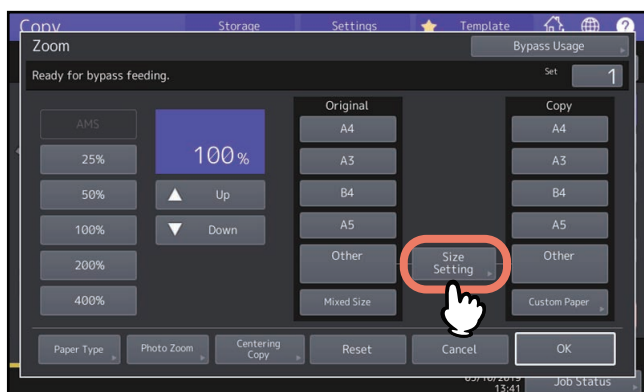 Copy Storage Settings Template
Zoom Bypass Usage
Ready for bypass feeding. Set 1
Original Copy
AMS A4 A4
25% 100% A3 A3
50% Up B4 B4
100% Down A5 A5
200% Other Size Setting Other
400% Mixed Size Custom Paper
Paper Type Photo Zoom Centering Copy Reset Cancel OK
13:41 Job Status